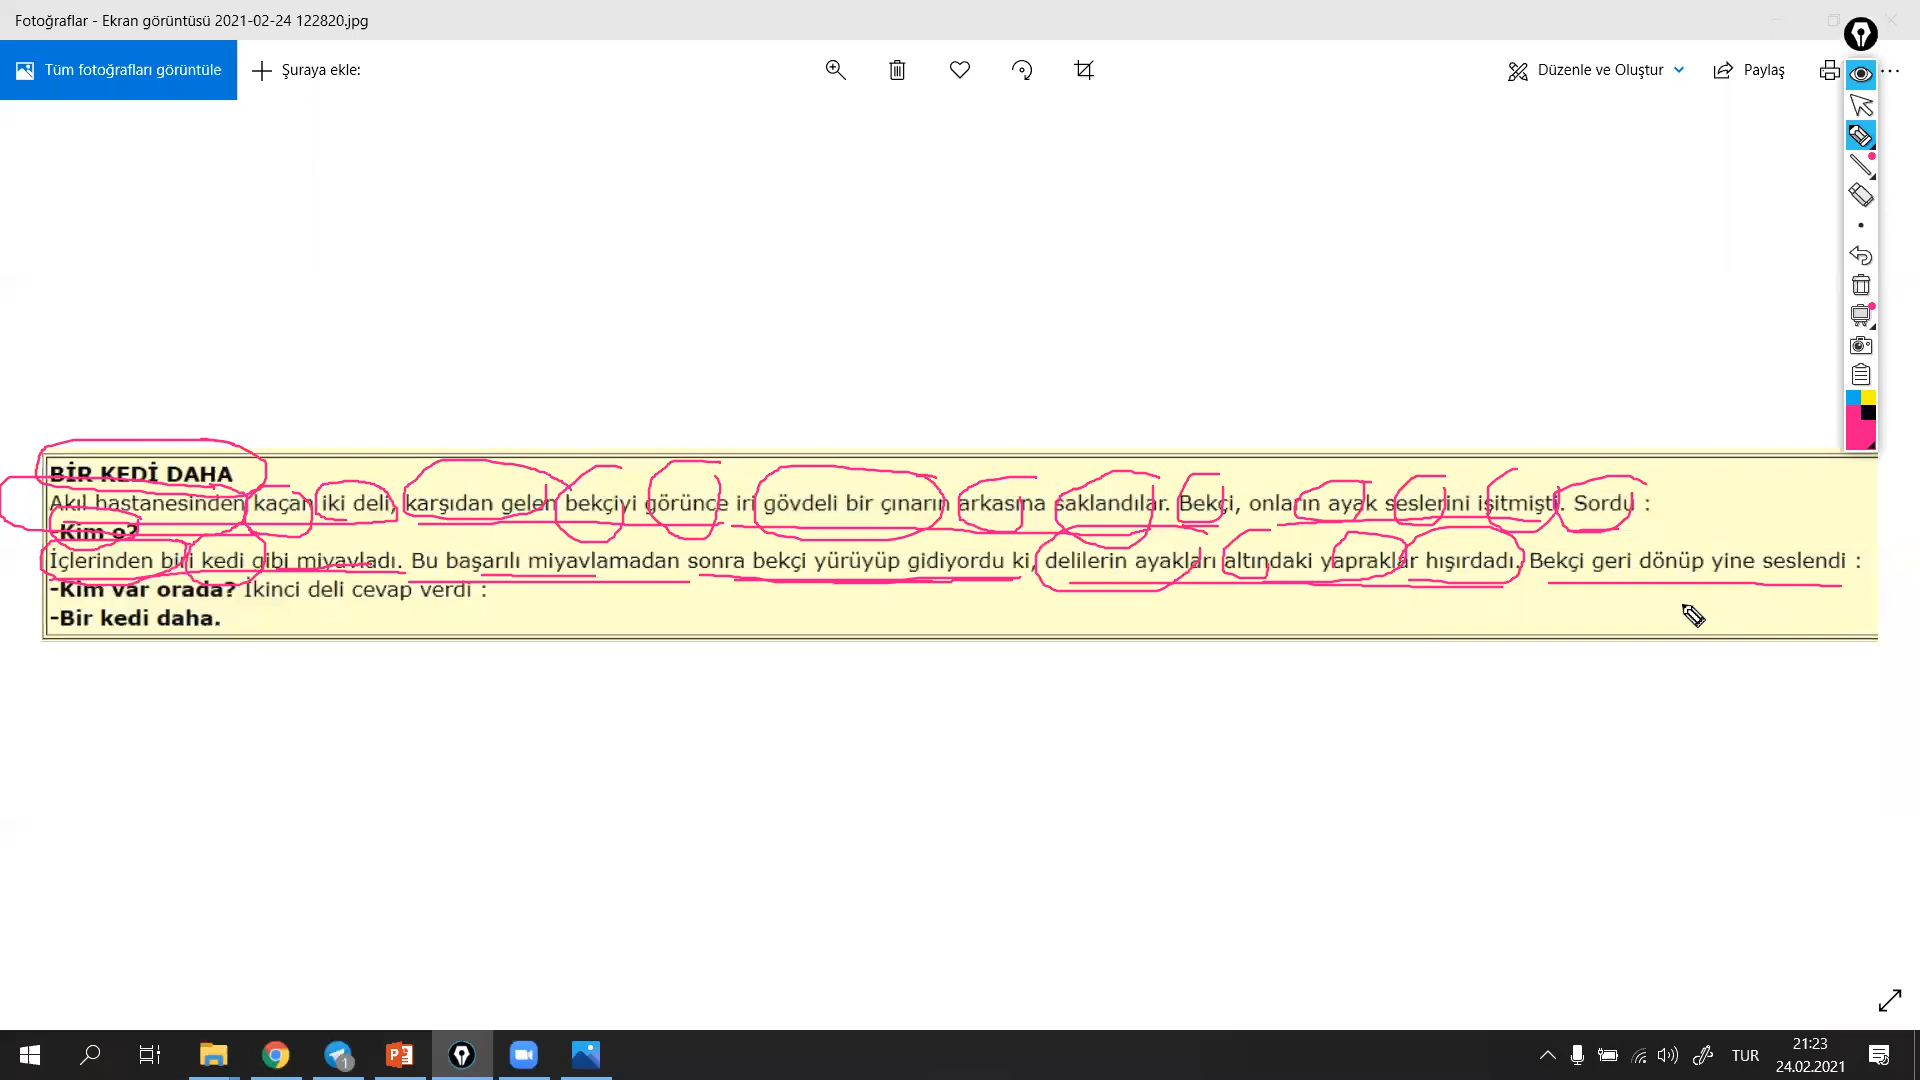 Fotoğraflar - Ekran görüntüsü 2021-02-24 122820.jpg
Tüm fotoğrafları görüntüle
Şuraya ekle:
Düzenle ve Oluştur
Paylaş
BİR KEDİ DAHA
Akıl hastanesinden kaçan iki deli, karşıdan gelen bekçiyi görünce iri gövdeli bir çınarın arkasına saklandılar. Bekçi, onların ayak seslerini işitmişti. Sordu :
-Kim o?
İçlerinden biri kedi gibi miyavladı. Bu başarılı miyavlamadan sonra bekçi yürüyüp gidiyordu ki, delilerin ayakları altındaki yapraklar hışırdadı. Bekçi geri dönüp yine seslendi :
-Kim var orada? İkinci deli cevap verdi :
-Bir kedi daha.
1
TUR
21:23
24.02.2021